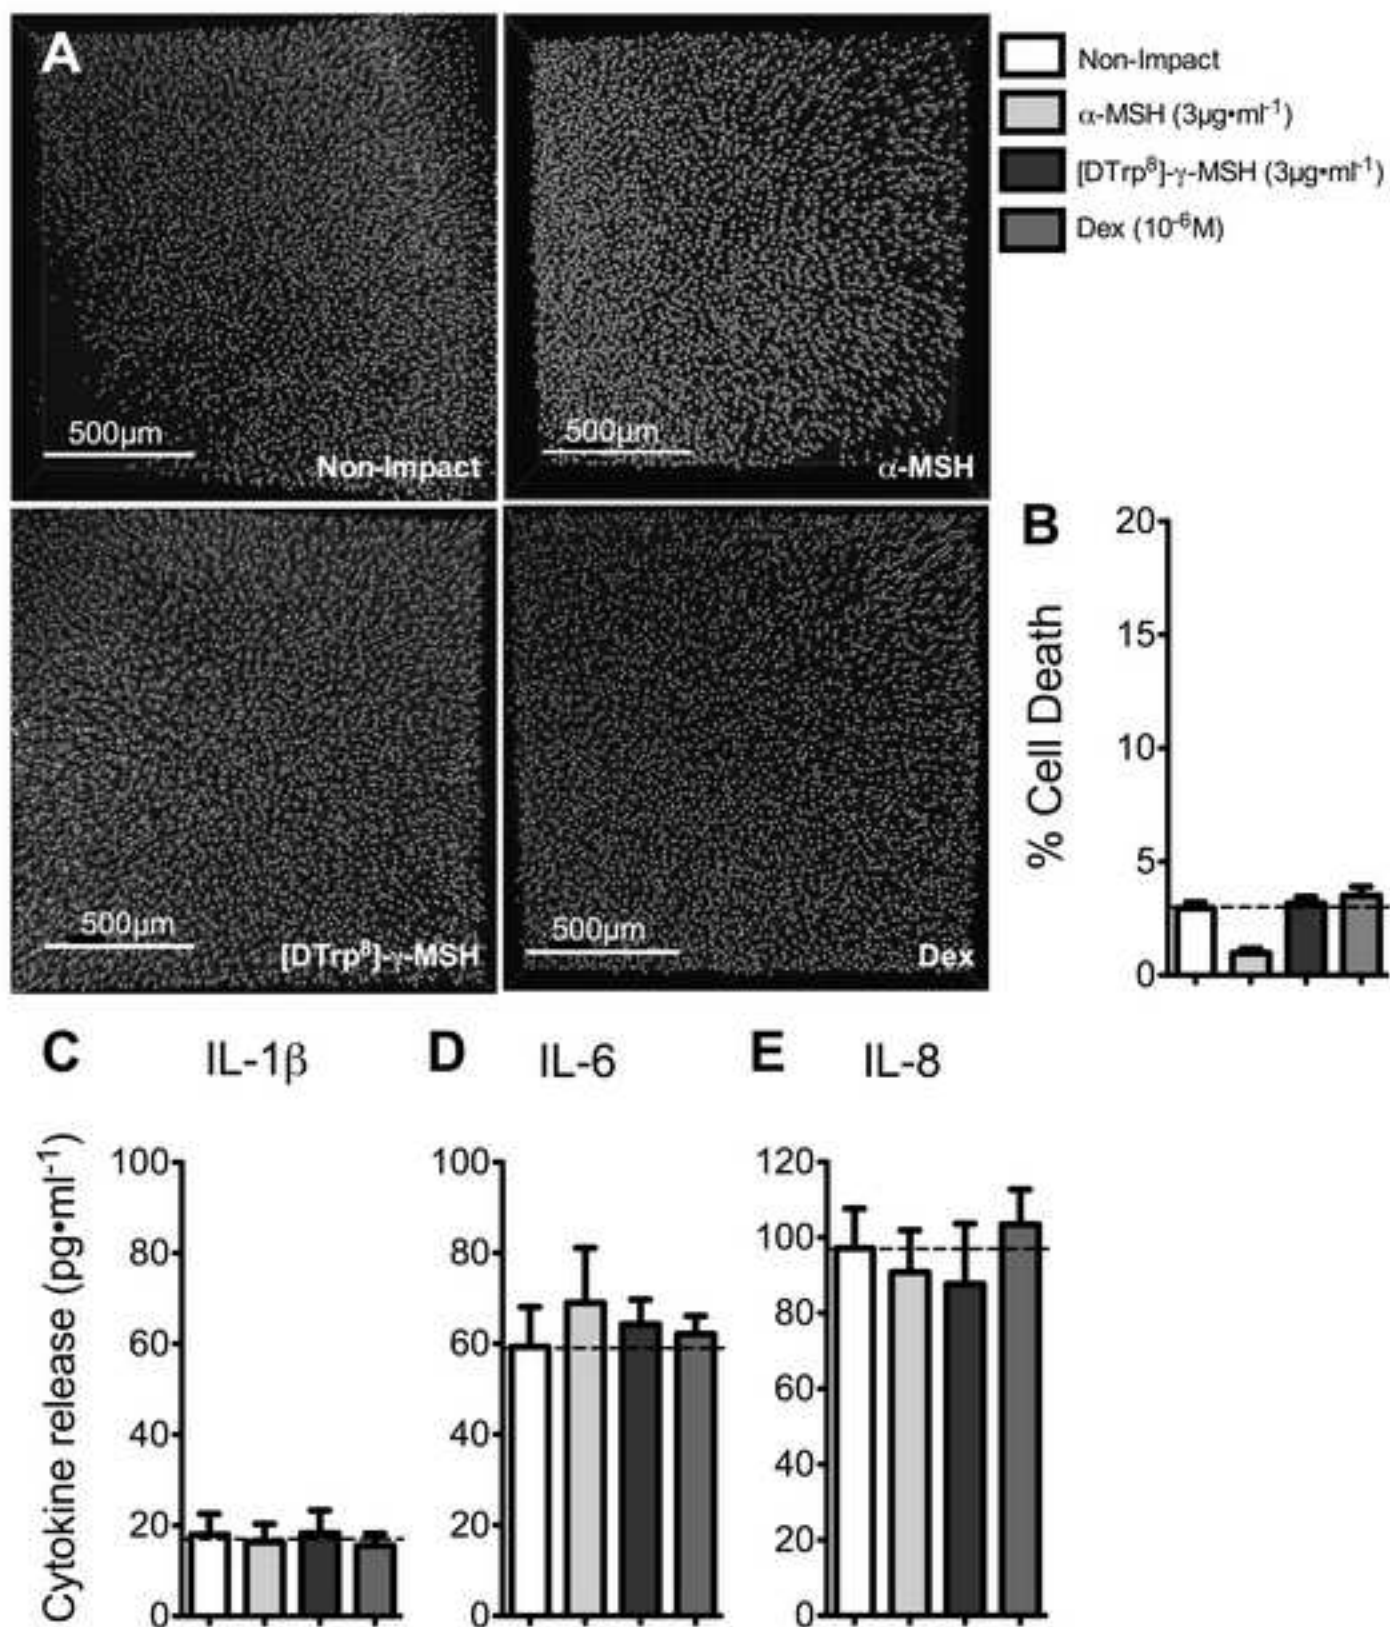 A
500µm
Non-Impact
500µm
α-MSH
500µm
[DTrp⁸]-γ-MSH
500µm
Dex
Non-Impact
α-MSH (3µg•ml⁻¹)
[DTrp⁸]-γ-MSH (3µg•ml⁻¹)
Dex (10⁻⁶M)
B
% Cell Death
20
15
10
5
0
C IL-1β
Cytokine release (pg•ml⁻¹)
100
80
60
40
20
0
D IL-6
100
80
60
40
20
0
E IL-8
120
100
80
60
40
20
0